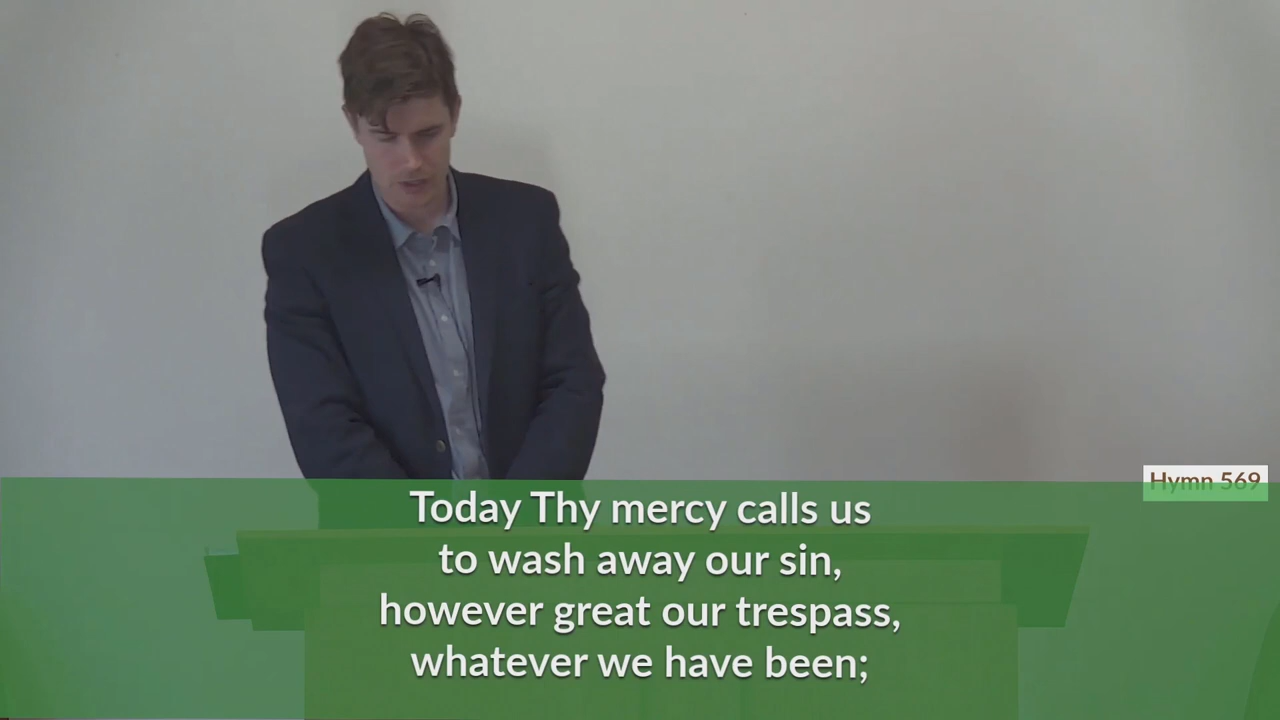 Hymn 569
Today Thy mercy calls us
to wash away our sin,
however great our trespass,
whatever we have been;